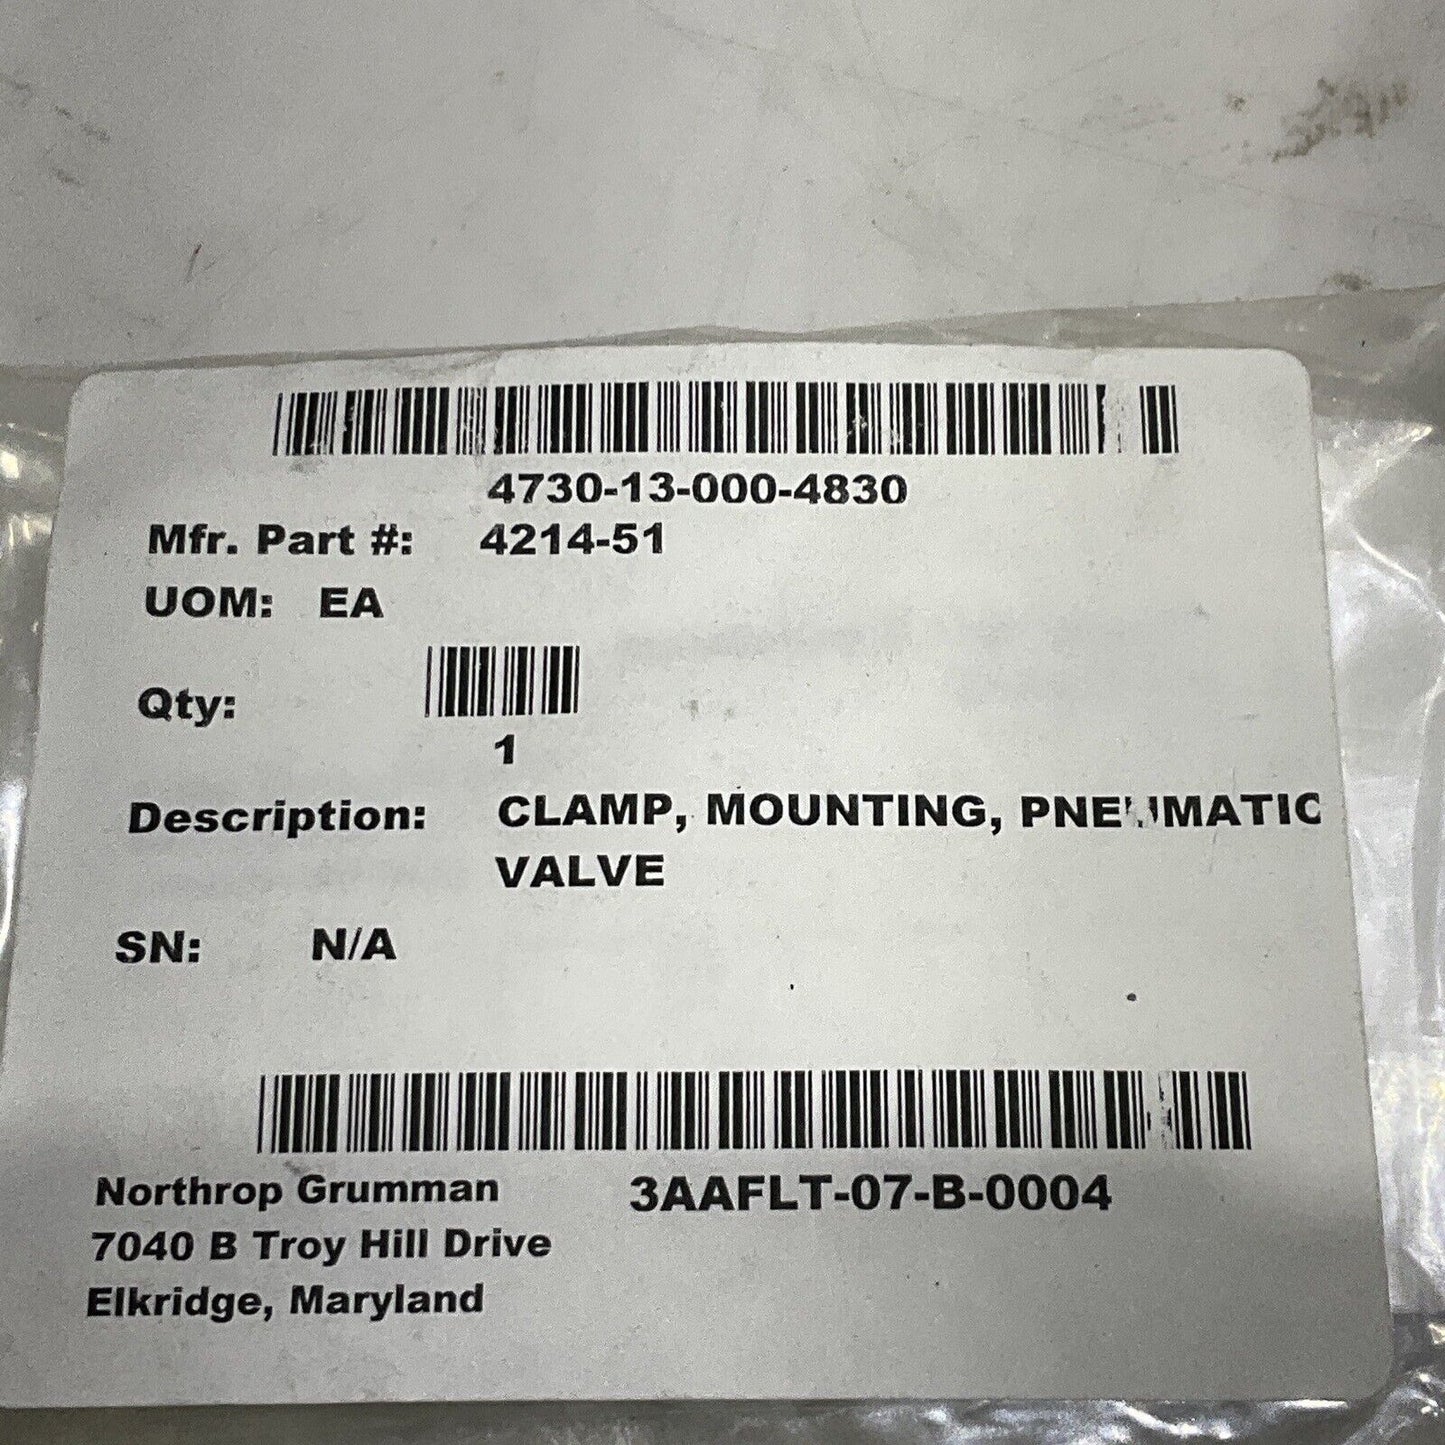 4730-13-000-4830
Mfr. Part #: 4214-51
UOM: EA
Qty:
1
Description: CLAMP, MOUNTING, PNEUMATIC
VALVE
SN: N/A
Northrop Grumman 3AAFLT-07-B-0004
7040 B Troy Hill Drive
Elkridge, Maryland